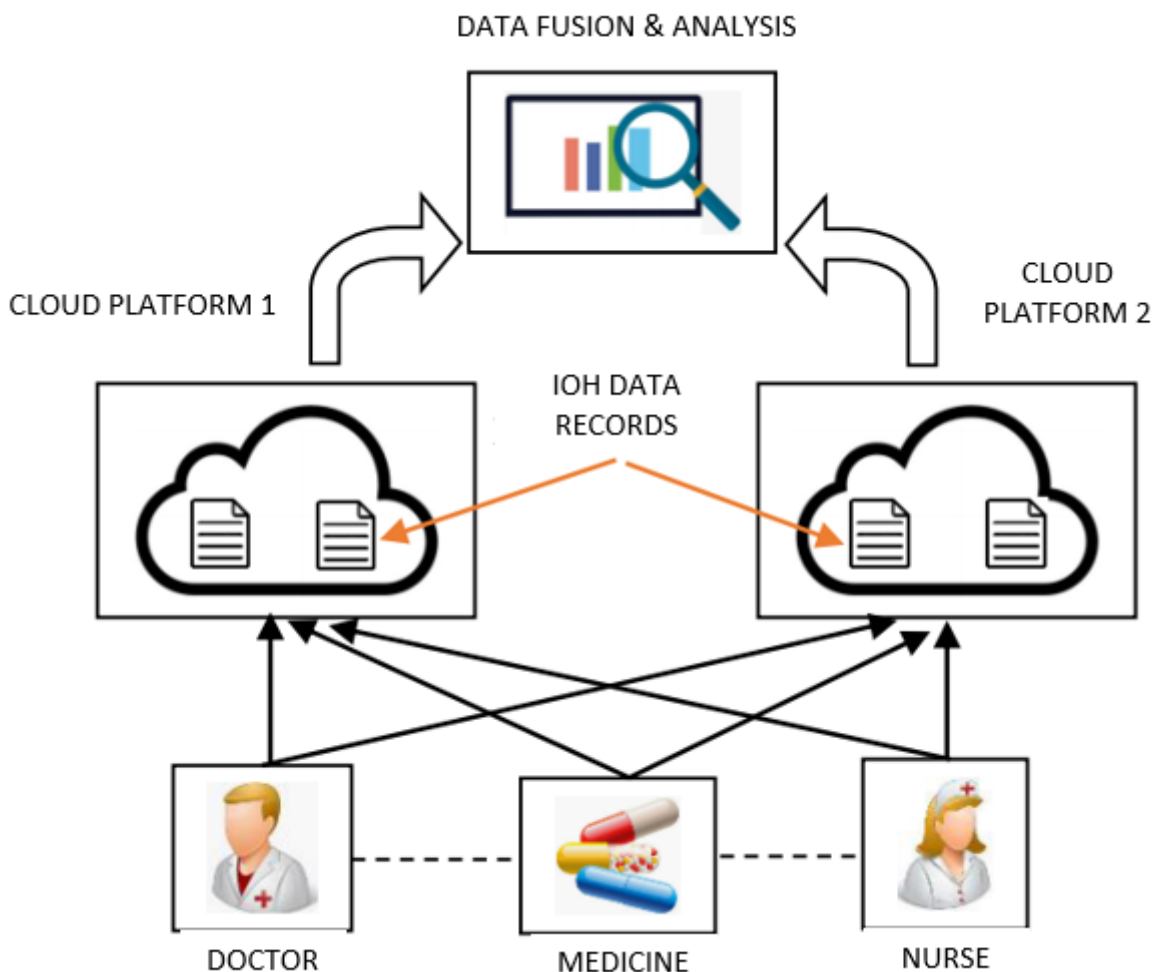 DATA FUSION & ANALYSIS
CLOUD PLATFORM 1
CLOUD
PLATFORM 2
IOH DATA
RECORDS
DOCTOR
MEDICINE
NURSE